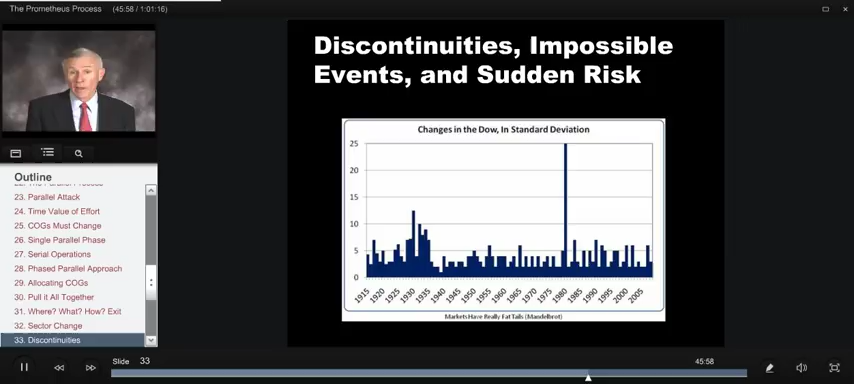 The Prometheus Process (45:58 / 1:01:16)
Discontinuities, Impossible
Events, and Sudden Risk
Changes in the Dow, In Standard Deviation
25
20
15
10
5
0
1915 1920 1925 1930 1935 1940 1945 1950 1955 1960 1965 1970 1975 1980 1985 1990 1995 2000 2005
Markets Have Really Fat Tails (Mandelbrot)
Outline
22. The Parallel Process
23. Parallel Attack
24. Time Value of Effort
25. COGs Must Change
26. Single Parallel Phase
27. Serial Operations
28. Phased Parallel Approach
29. Allocating COGs
30. Pull it All Together
31. Where? What? How? Exit
32. Sector Change
33. Discontinuities
Slide 33
45:58